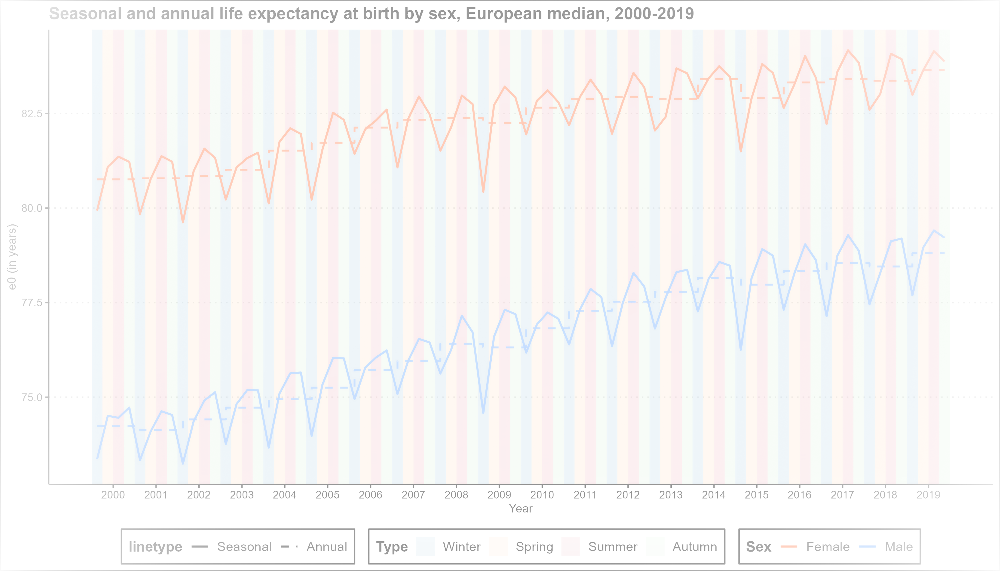 Seasonal and annual life expectancy at birth by sex, European median, 2000-2019
e0 (in years)
82.5
80.0
77.5
75.0
2000 2001 2002 2003 2004 2005 2006 2007 2008 2009 2010 2011 2012 2013 2014 2015 2016 2017 2018 2019
Year
linetype Seasonal Annual Type Winter Spring Summer Autumn Sex Female Male